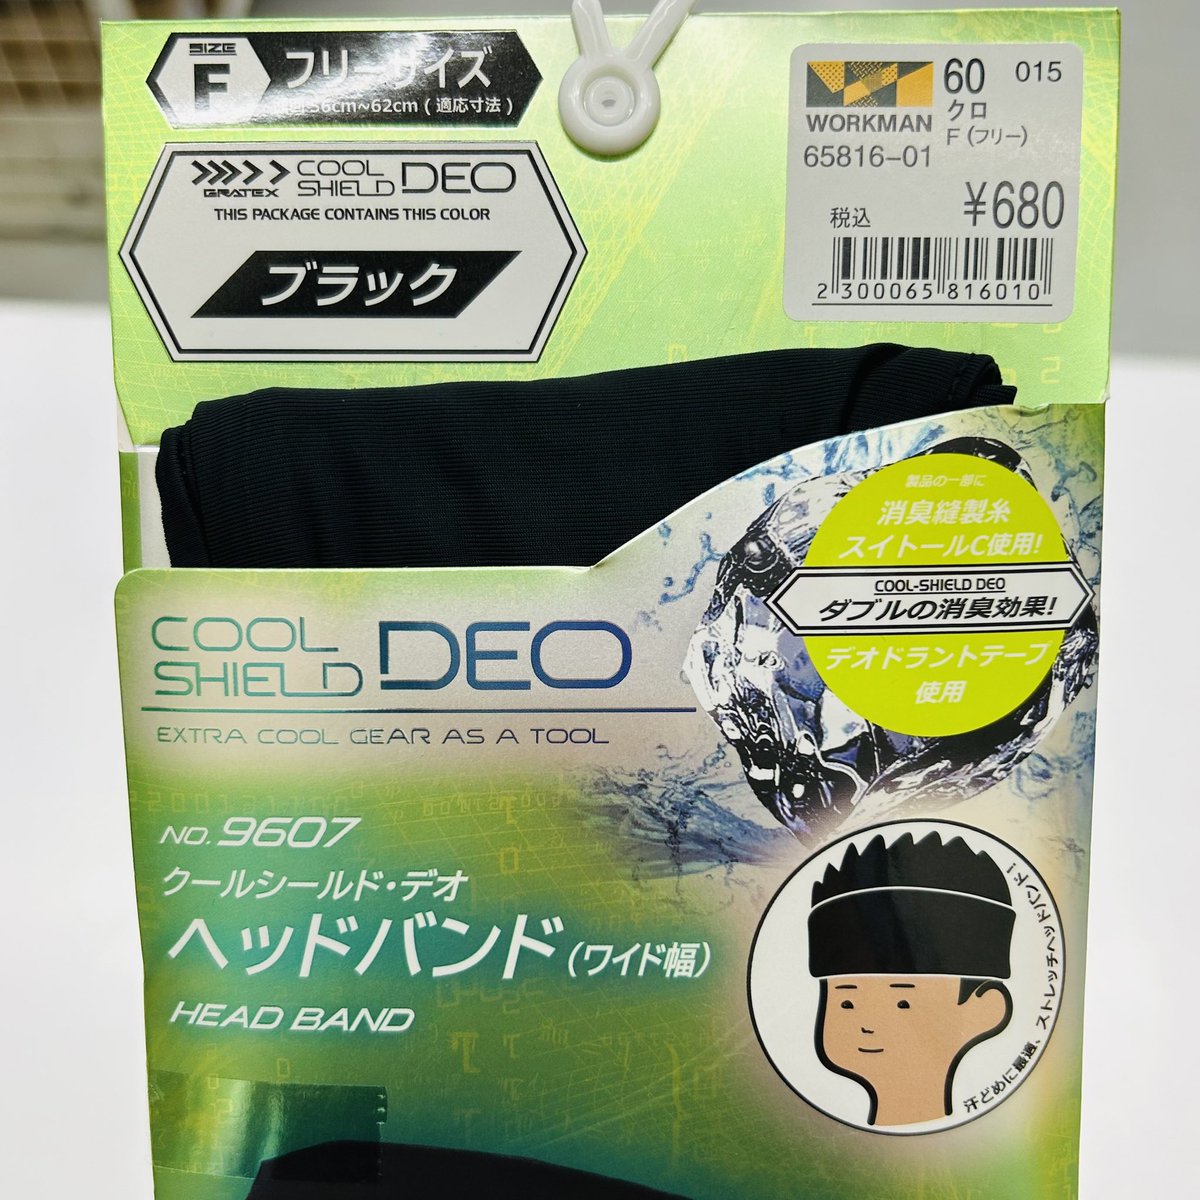 SIZE
F
フリーサイズ
56cm~62cm (適応寸法)
GRATEX
COOL SHIELD DEO
THIS PACKAGE CONTAINS THIS COLOR
ブラック
WORKMAN
60 015
クロ
F (フリー)
65816-01
税込 ¥680
2 300065 816010
製品の一部に
消臭縫製糸
スイトールC使用!
COOL-SHIELD DEO
ダブルの消臭効果!
デオドラントテープ
使用
COOL SHIELD DEO
EXTRA COOL GEAR AS A TOOL
NO. 9607
クールシールド・デオ
ヘッドバンド (ワイド幅)
HEAD BAND
汗どめに最適、ストレッチヘッドバンド!